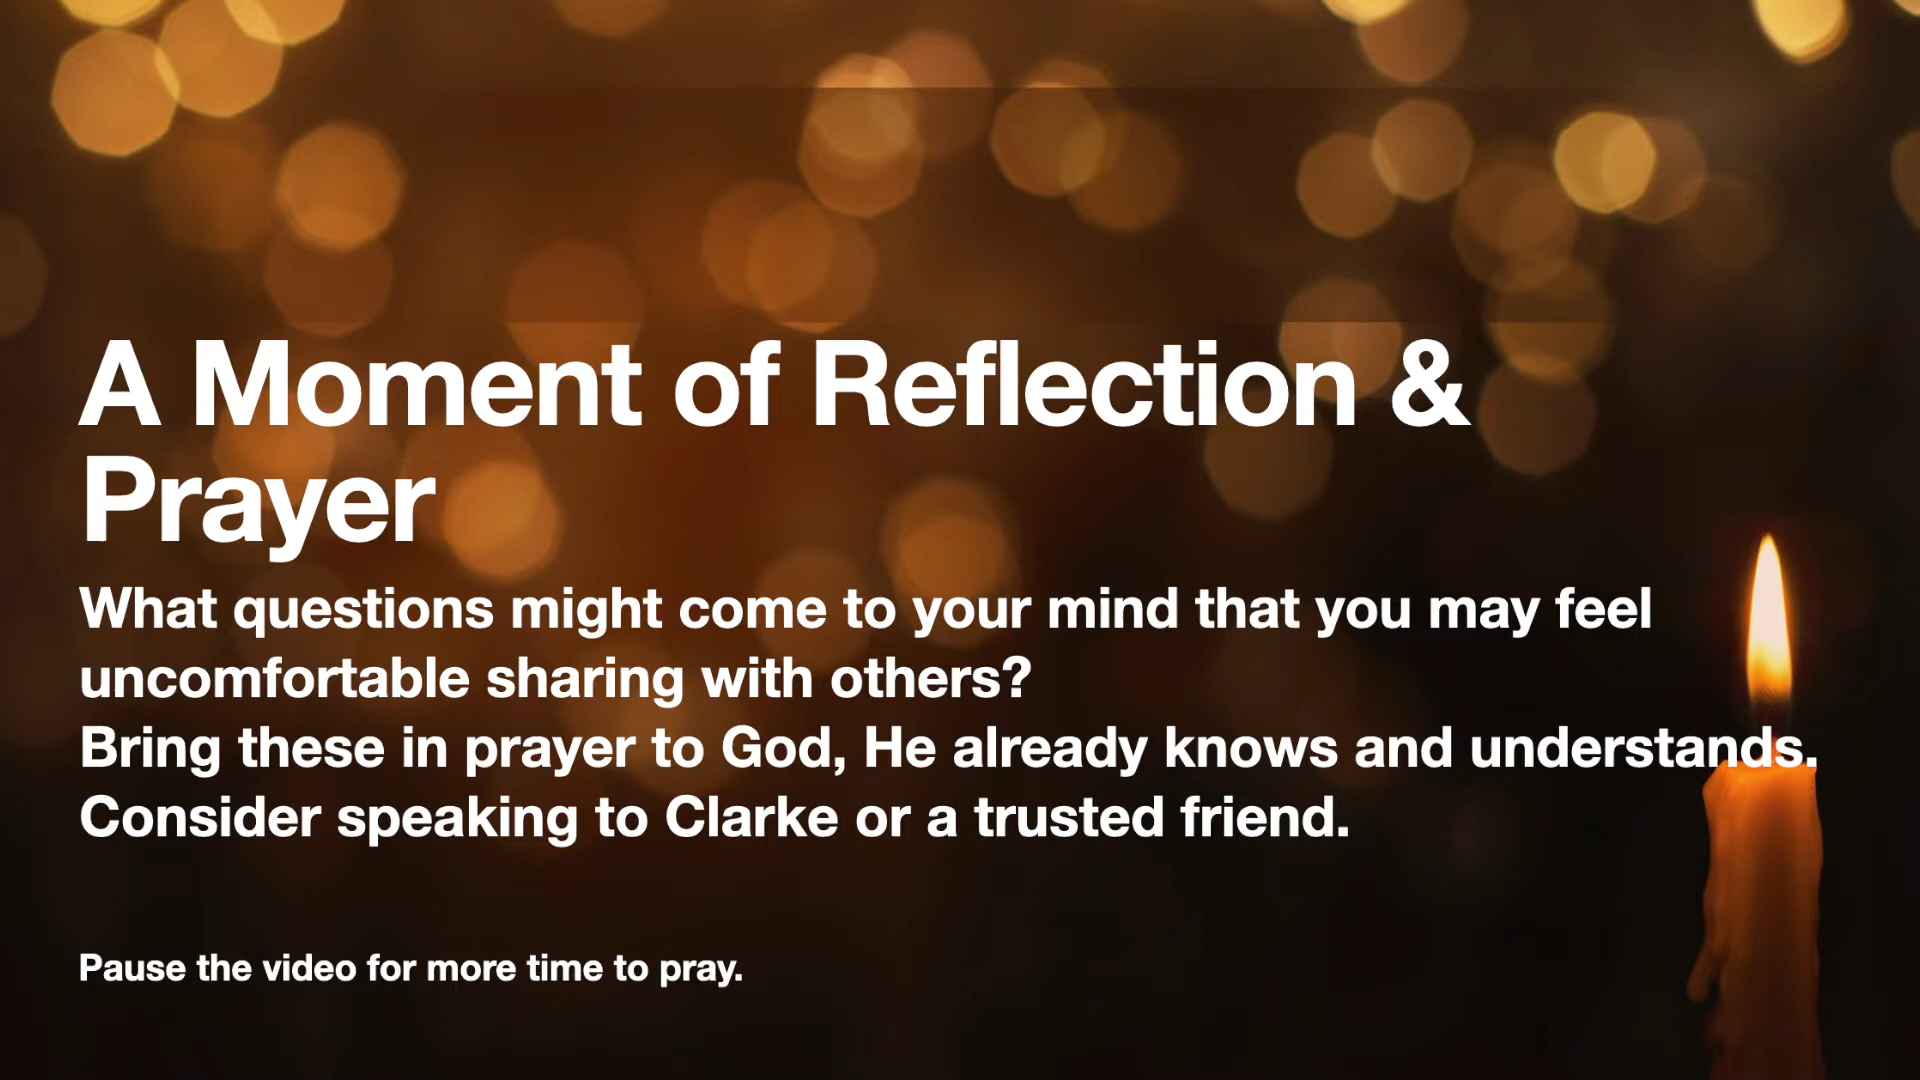 A Moment of Reflection &
Prayer
What questions might come to your mind that you may feel
uncomfortable sharing with others?
Bring these in prayer to God, He already knows and understands.
Consider speaking to Clarke or a trusted friend.
Pause the video for more time to pray.